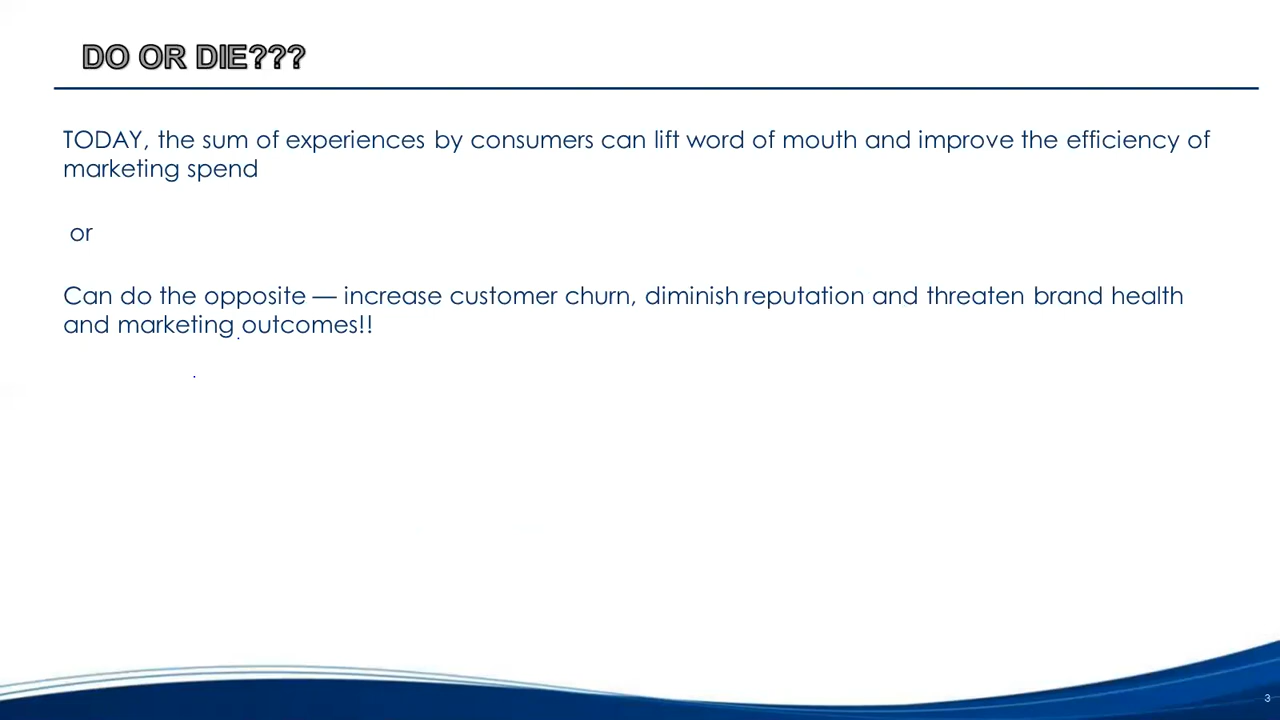 DO OR DIE???
TODAY, the sum of experiences by consumers can lift word of mouth and improve the efficiency of
marketing spend
or
Can do the opposite — increase customer churn, diminish reputation and threaten brand health
and marketing outcomes!!
3